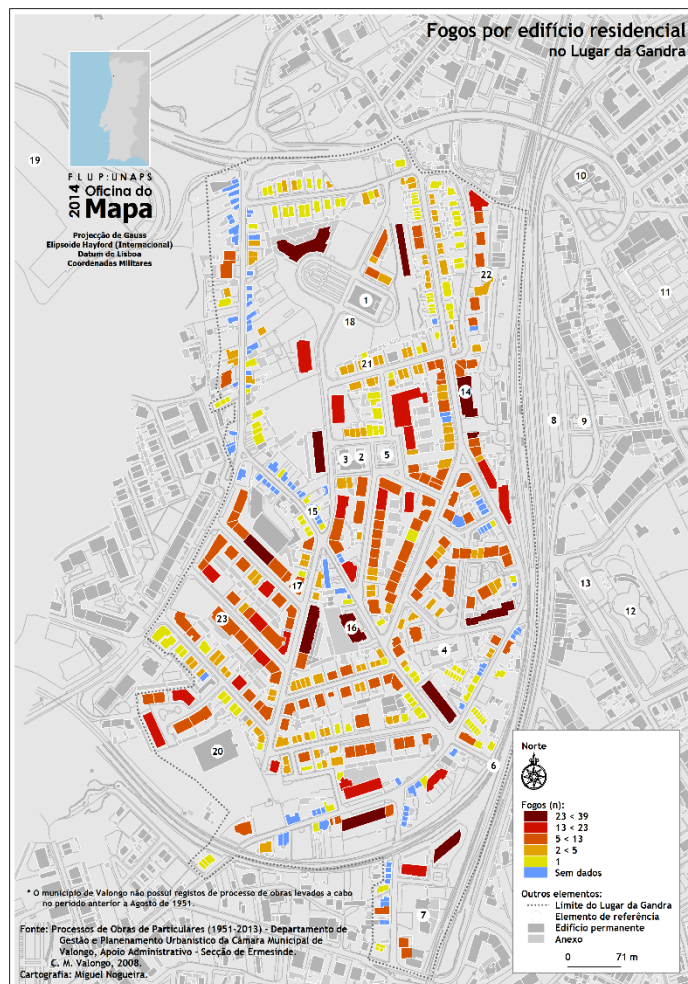 Fogos por edifício residencial
no Lugar da Gandra
FLUP:UNAPS
2014 Oficina do
Mapa
Projecção de Gauss
Elipsoide Hayford (Internacional)
Datum de Lisboa
Coordenadas Militares
19
10
11
22
1
18
21
14
8
9
3
2
5
15
17
13
12
23
16
4
20
6
7
Norte
Fogos (n):
23 < 39
13 < 23
5 < 13
2 < 5
1
Sem dados
Outros elementos:
Limite do Lugar da Gandra
Elemento de referência
Edifício permanente
Anexo
0 71 m
* O município de Valongo não possui registos de processo de obras levados a cabo
no período anterior a Agosto de 1951.
Fonte: Processos de Obras de Particulares (1951-2013) - Departamento de
Gestão e Planenamento Urbanístico da Câmara Municipal de
Valongo, Apoio Administrativo - Secção de Ermesinde.
C. M. Valongo, 2008.
Cartografia: Miguel Nogueira.